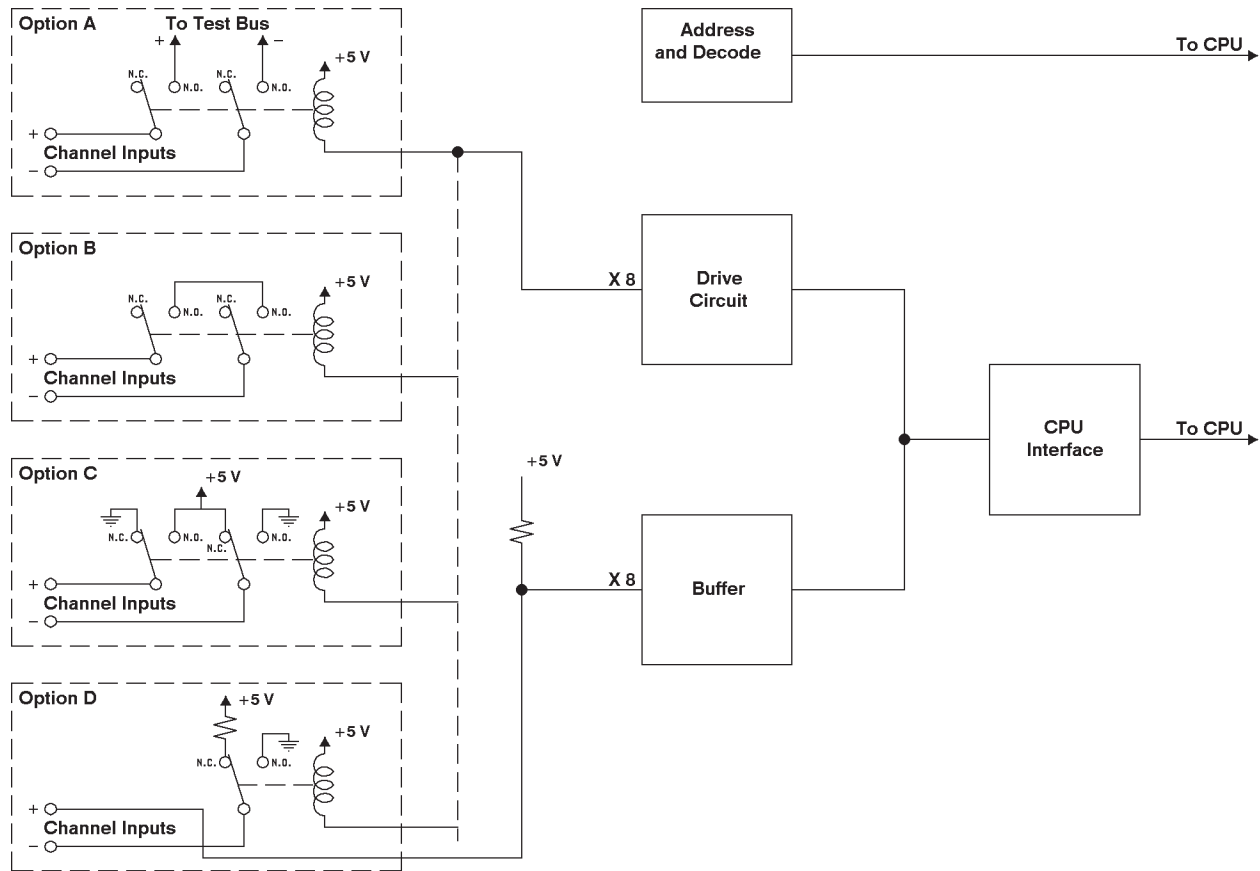 Option A
To Test Bus
+ −
+5 V
N.C. N.O. N.C. N.O.
+
Channel Inputs
−
Address
and Decode
To CPU
Option B
+5 V
N.C. N.O. N.C. N.O.
+
Channel Inputs
−
X 8
Drive
Circuit
Option C
+5 V
+5 V
N.C. N.O. N.C. N.O.
+
Channel Inputs
−
+5 V
X 8
Buffer
CPU
Interface
To CPU
Option D
+5 V
+5 V
N.C. N.O.
+
Channel Inputs
−